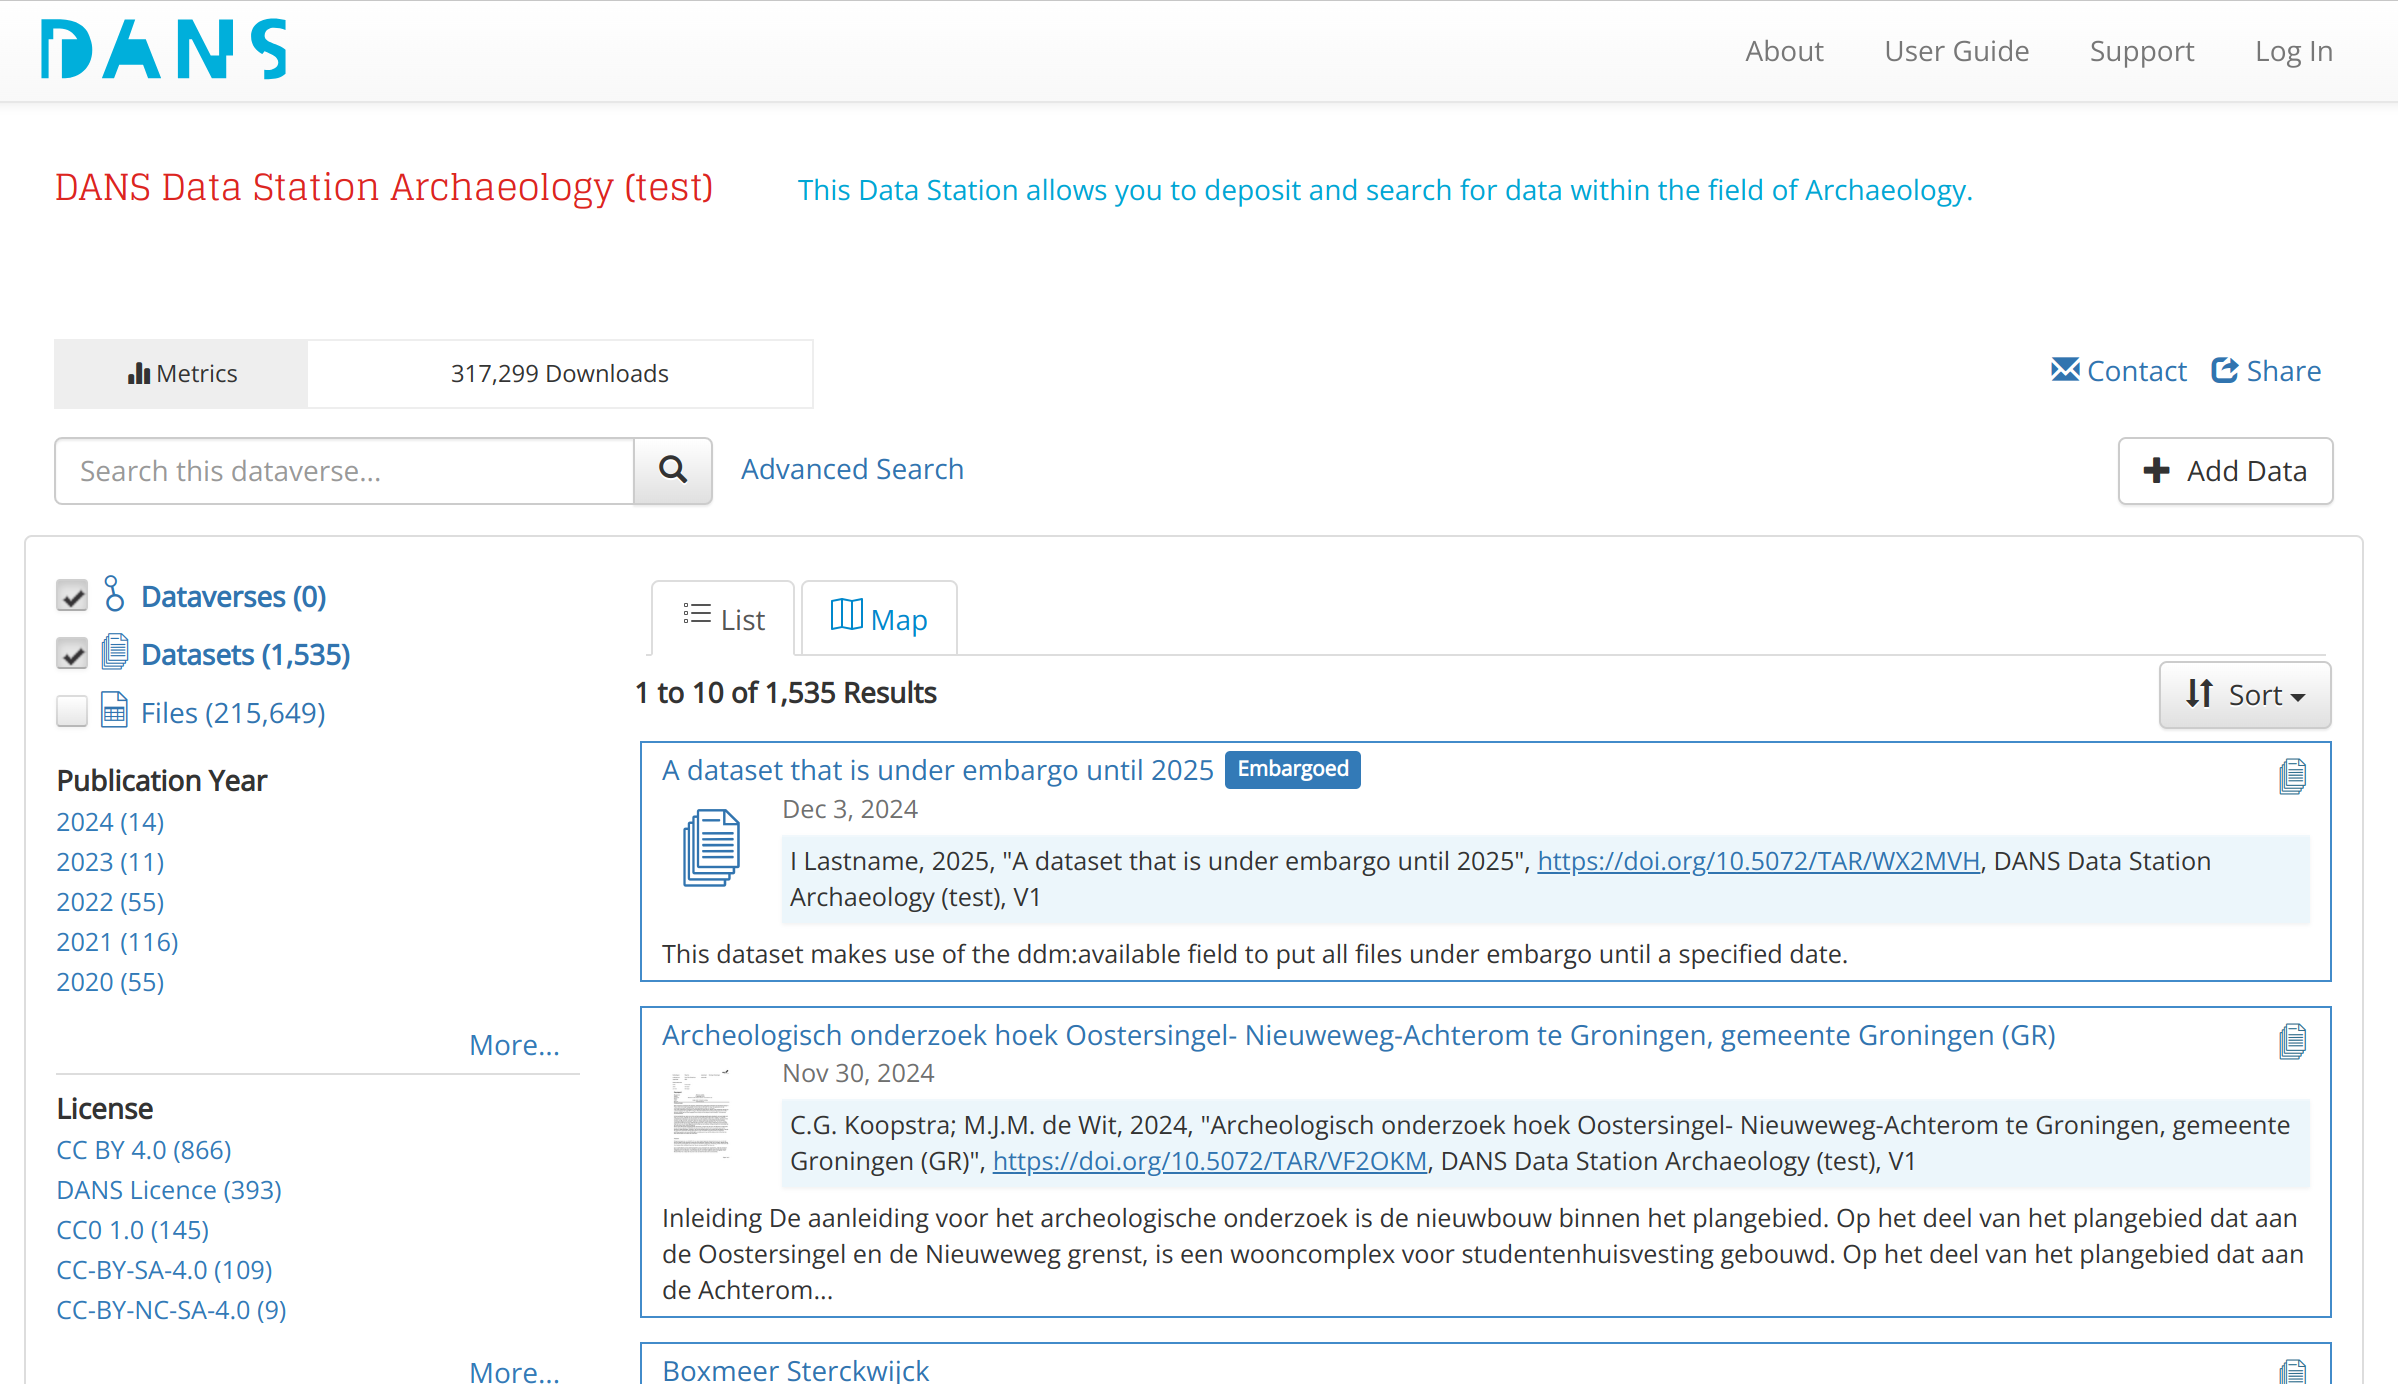 DANS
About
User Guide
Support
Log In
DANS Data Station Archaeology (test)
This Data Station allows you to deposit and search for data within the field of Archaeology.
Metrics
317,299 Downloads
Contact
Share
Search this dataverse...
Advanced Search
Add Data
Dataverses (0)
Datasets (1,535)
Files (215,649)
Publication Year
2024 (14)
2023 (11)
2022 (55)
2021 (116)
2020 (55)
More...
License
CC BY 4.0 (866)
DANS Licence (393)
CC0 1.0 (145)
CC-BY-SA-4.0 (109)
CC-BY-NC-SA-4.0 (9)
More...
List
Map
1 to 10 of 1,535 Results
Sort
A dataset that is under embargo until 2025
Embargoed
Dec 3, 2024
I Lastname, 2025, "A dataset that is under embargo until 2025", https://doi.org/10.5072/TAR/WX2MVH, DANS Data Station
Archaeology (test), V1
This dataset makes use of the ddm:available field to put all files under embargo until a specified date.
Archeologisch onderzoek hoek Oostersingel- Nieuweweg-Achterom te Groningen, gemeente Groningen (GR)
Nov 30, 2024
C.G. Koopstra; M.J.M. de Wit, 2024, "Archeologisch onderzoek hoek Oostersingel- Nieuweweg-Achterom te Groningen, gemeente
Groningen (GR)", https://doi.org/10.5072/TAR/VF2OKM, DANS Data Station Archaeology (test), V1
Inleiding De aanleiding voor het archeologische onderzoek is de nieuwbouw binnen het plangebied. Op het deel van het plangebied dat aan
de Oostersingel en de Nieuweweg grenst, is een wooncomplex voor studentenhuisvesting gebouwd. Op het deel van het plangebied dat aan
de Achterom...
Boxmeer Sterckwijck